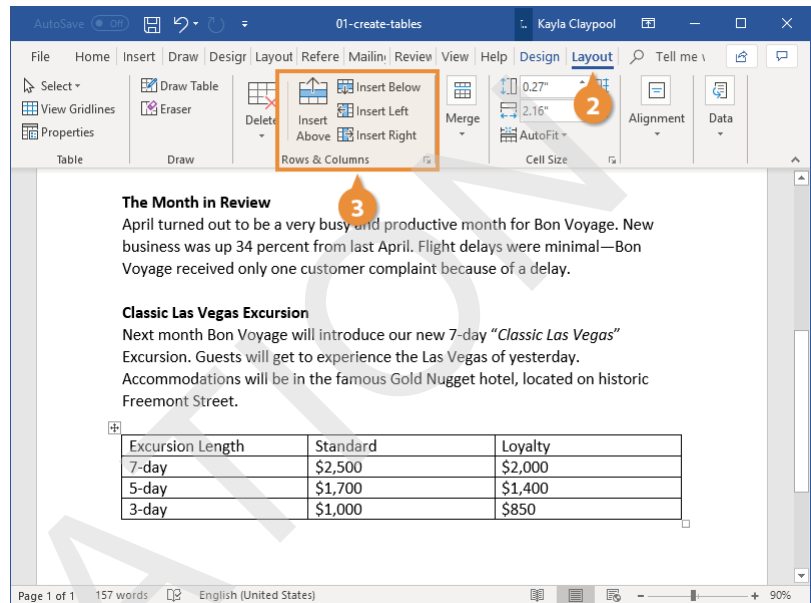 AutoSave Off 01-create-tables Kayla Claypool
File Home Insert Draw Desigr Layout Refere Mailin Review View Help Design Layout Tell me
Select
View Gridlines
Properties
Table
Draw Table
Eraser
Draw
Delete
Insert
Above
Insert Below
Insert Left
Insert Right
Rows & Columns
Merge
0.27"
2.16"
AutoFit
Cell Size
Alignment
Data
2
3
The Month in Review
April turned out to be a very busy and productive month for Bon Voyage. New
business was up 34 percent from last April. Flight delays were minimal—Bon
Voyage received only one customer complaint because of a delay.
Classic Las Vegas Excursion
Next month Bon Voyage will introduce our new 7-day “Classic Las Vegas”
Excursion. Guests will get to experience the Las Vegas of yesterday.
Accommodations will be in the famous Gold Nugget hotel, located on historic
Freemont Street.
Excursion Length Standard Loyalty
7-day $2,500 $2,000
5-day $1,700 $1,400
3-day $1,000 $850
Page 1 of 1 157 words English (United States) 90%